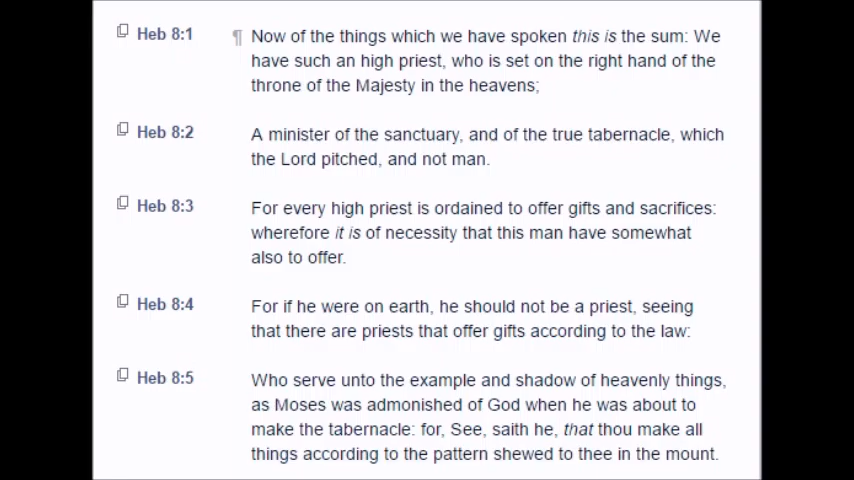 Heb 8:1 ¶ Now of the things which we have spoken this is the sum: We
have such an high priest, who is set on the right hand of the
throne of the Majesty in the heavens;
Heb 8:2 A minister of the sanctuary, and of the true tabernacle, which
the Lord pitched, and not man.
Heb 8:3 For every high priest is ordained to offer gifts and sacrifices:
wherefore it is of necessity that this man have somewhat
also to offer.
Heb 8:4 For if he were on earth, he should not be a priest, seeing
that there are priests that offer gifts according to the law:
Heb 8:5 Who serve unto the example and shadow of heavenly things,
as Moses was admonished of God when he was about to
make the tabernacle: for, See, saith he, that thou make all
things according to the pattern shewed to thee in the mount.